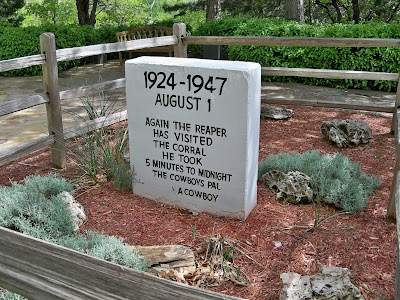 1924-1947
AUGUST 1
AGAIN THE REAPER
HAS VISITED
THE CORRAL
HE TOOK
5 MINUTES TO MIDNIGHT
THE COWBOYS PAL
A COWBOY